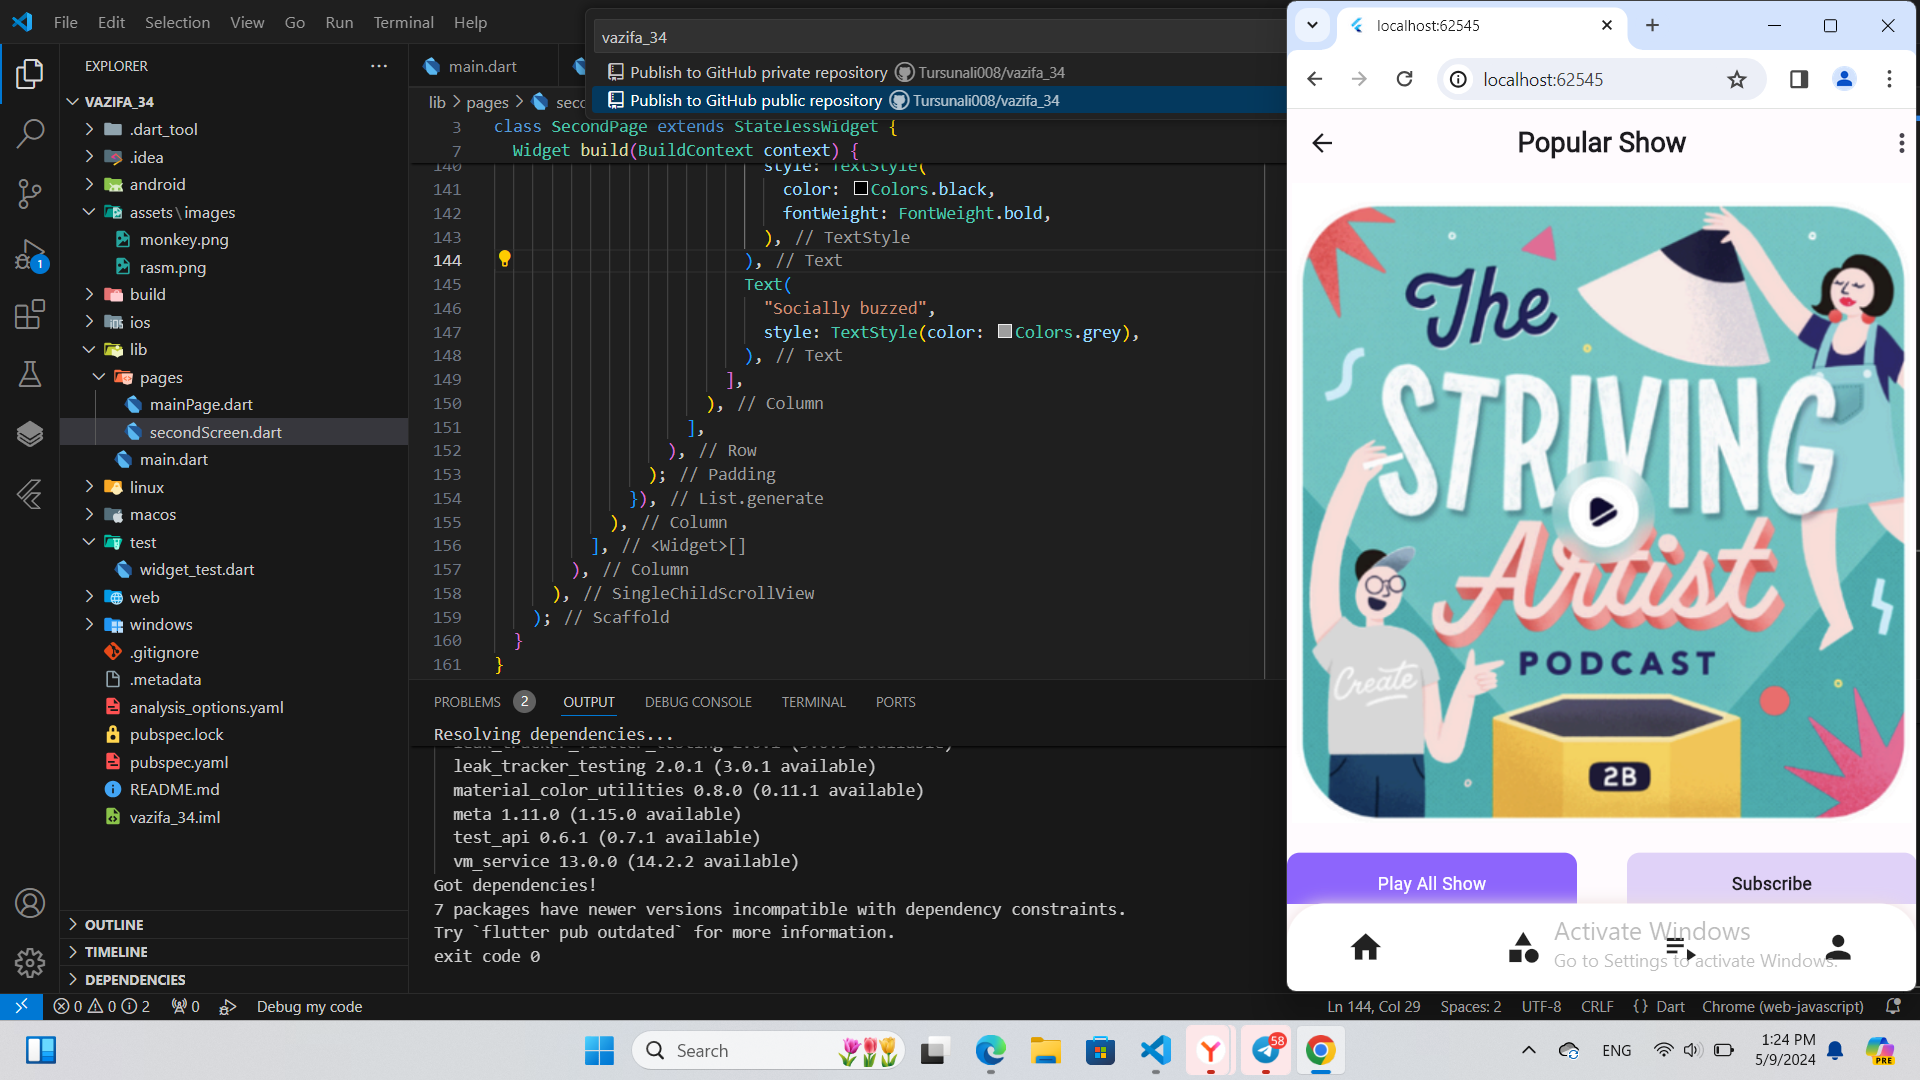 File Edit Selection View Go Run Terminal Help
EXPLORER
VAZIFA_34
.dart_tool
.idea
android
assets\images
monkey.png
rasm.png
build
ios
lib
pages
mainPage.dart
secondScreen.dart
main.dart
linux
macos
test
widget_test.dart
web
windows
.gitignore
.metadata
analysis_options.yaml
pubspec.lock
pubspec.yaml
README.md
vazifa_34.iml
OUTLINE
TIMELINE
DEPENDENCIES
main.dart
vazifa_34
Publish to GitHub private repository Tursunali008/vazifa_34
Publish to GitHub public repository Tursunali008/vazifa_34
lib > pages >
3 class SecondPage extends StatelessWidget {
7 Widget build(BuildContext context) {
140 style: TextStyle(
141 color: Colors.black,
142 fontWeight: FontWeight.bold,
143 ), // TextStyle
144 ), // Text
145 Text(
146 "Socially buzzed",
147 style: TextStyle(color: Colors.grey),
148 ), // Text
149 ],
150 ), // Column
151 ],
152 ), // Row
153 ); // Padding
154 }), // List.generate
155 ), // Column
156 ], // <Widget>[]
157 ), // Column
158 ), // SingleChildScrollView
159 ); // Scaffold
160 }
161 }
PROBLEMS 2 OUTPUT DEBUG CONSOLE TERMINAL PORTS
Resolving dependencies...
leak_tracker_testing 2.0.1 (3.0.1 available)
material_color_utilities 0.8.0 (0.11.1 available)
meta 1.11.0 (1.15.0 available)
test_api 0.6.1 (0.7.1 available)
vm_service 13.0.0 (14.2.2 available)
Got dependencies!
7 packages have newer versions incompatible with dependency constraints.
Try `flutter pub outdated` for more information.
exit code 0
1
0 0 2 0 Debug my code
Ln 144, Col 29 Spaces: 2 UTF-8 CRLF {} Dart Chrome (web-javascript)
localhost:62545
localhost:62545
Popular Show
The
STRIVING
Artist
PODCAST
Create
2B
Play All Show
Subscribe
Activate Windows
Go to Settings to activate Windows.
Search
58
ENG
1:24 PM
5/9/2024
PRE